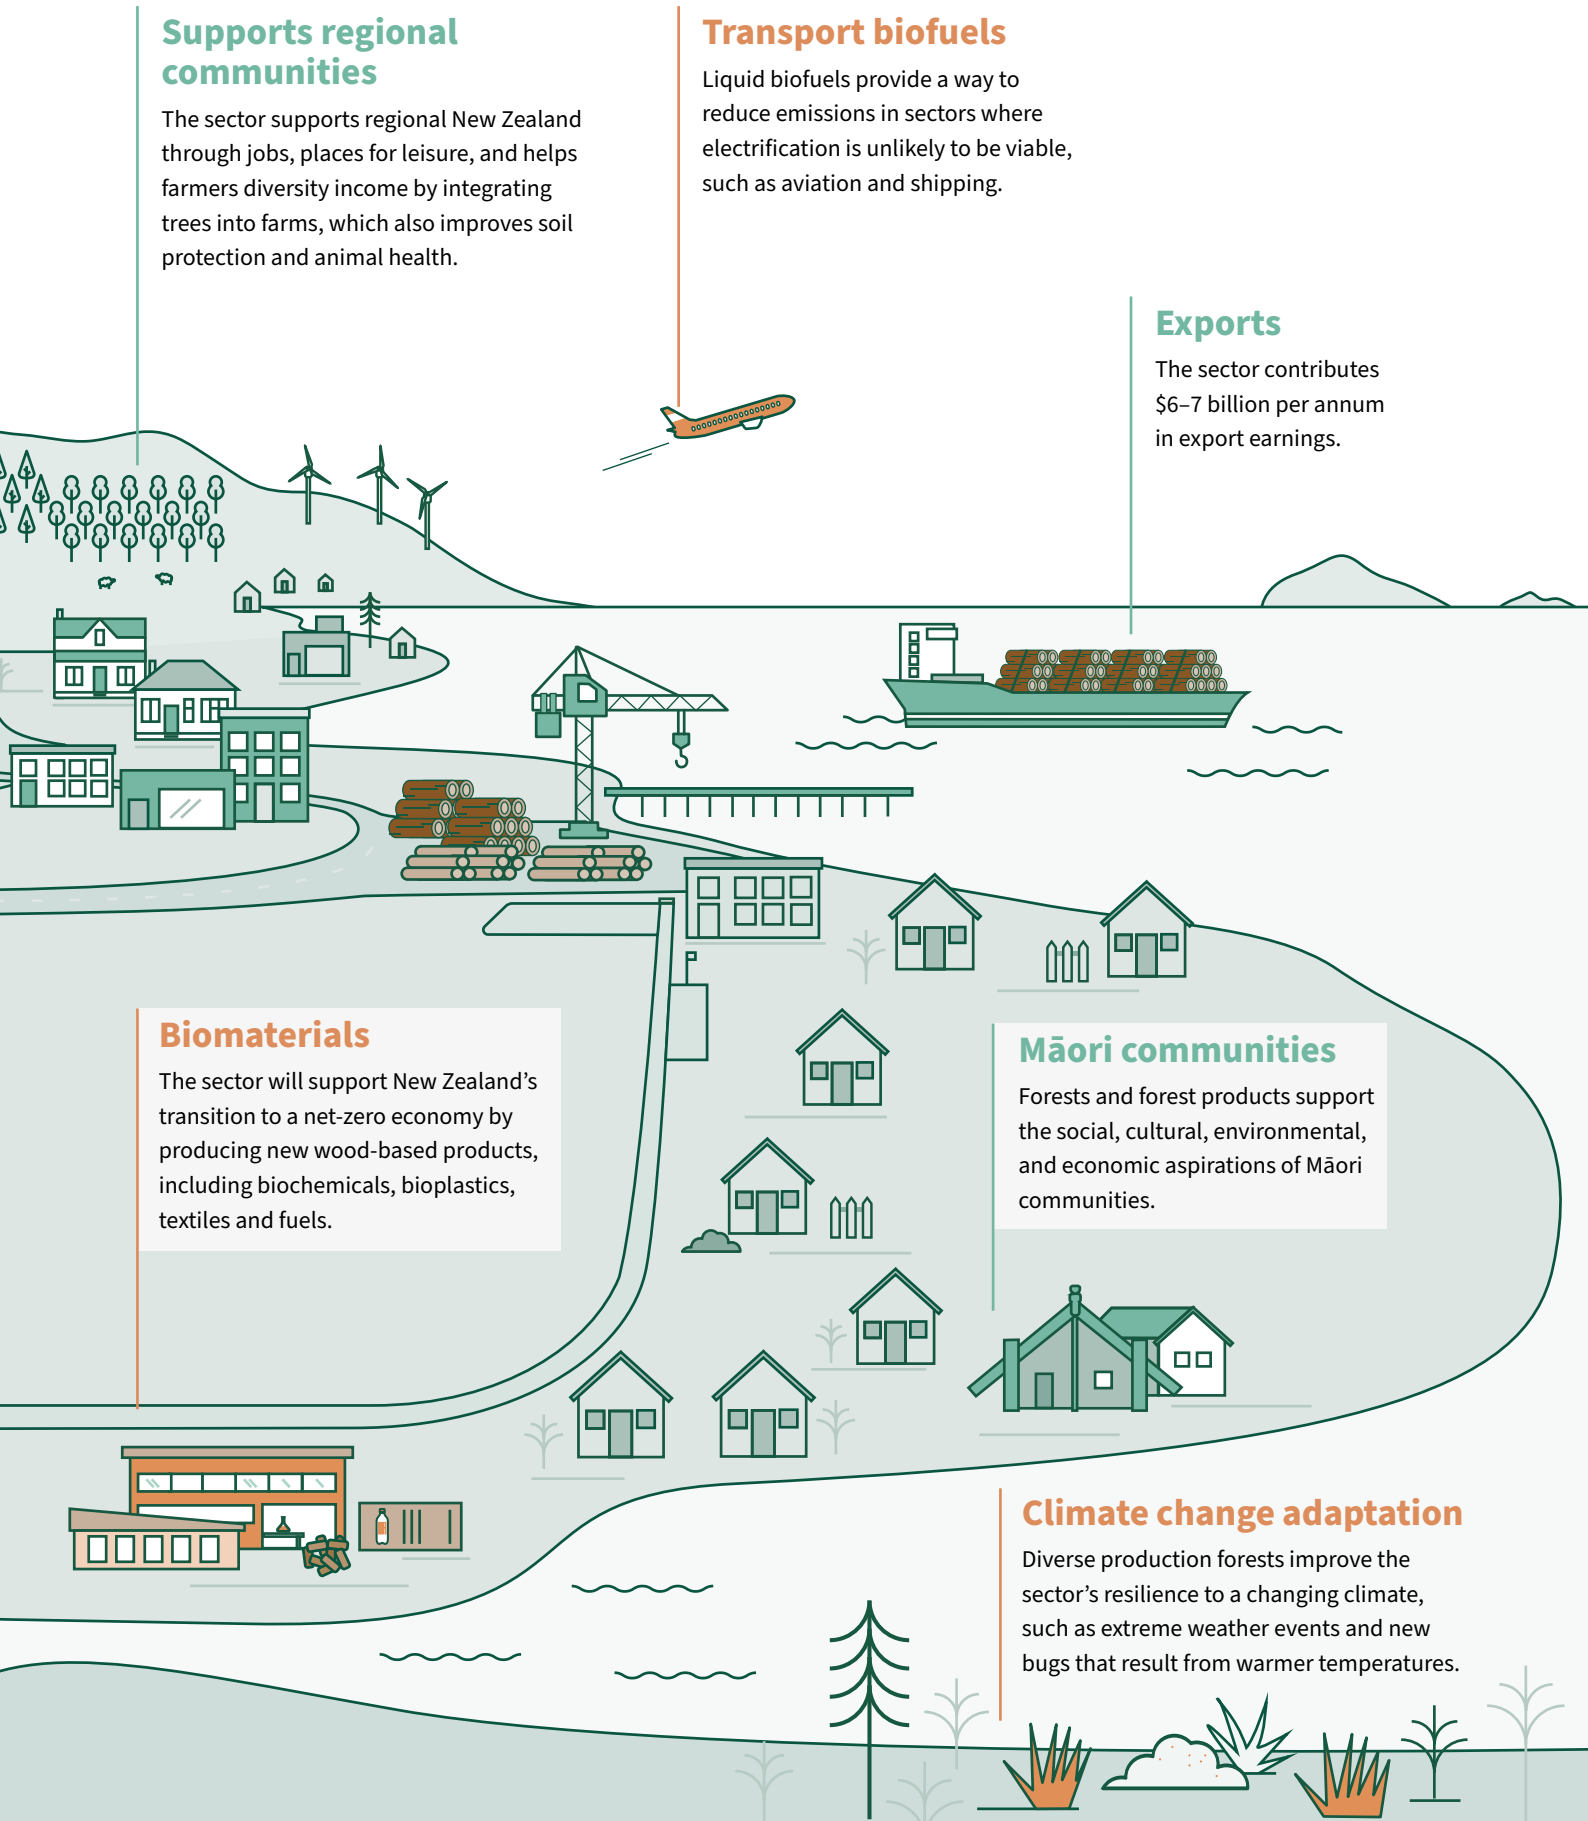 Supports regional
communities
The sector supports regional New Zealand
through jobs, places for leisure, and helps
farmers diversity income by integrating
trees into farms, which also improves soil
protection and animal health.
Transport biofuels
Liquid biofuels provide a way to
reduce emissions in sectors where
electrification is unlikely to be viable,
such as aviation and shipping.
Exports
The sector contributes
$6–7 billion per annum
in export earnings.
Biomaterials
The sector will support New Zealand’s
transition to a net-zero economy by
producing new wood-based products,
including biochemicals, bioplastics,
textiles and fuels.
Māori communities
Forests and forest products support
the social, cultural, environmental,
and economic aspirations of Māori
communities.
Climate change adaptation
Diverse production forests improve the
sector’s resilience to a changing climate,
such as extreme weather events and new
bugs that result from warmer temperatures.